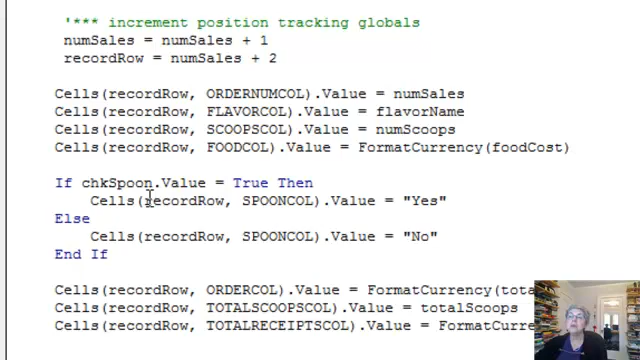 '*** increment position tracking globals
numSales = numSales + 1
recordRow = numSales + 2
Cells(recordRow, ORDERNUMCOL).Value = numSales
Cells(recordRow, FLAVORCOL).Value = flavorName
Cells(recordRow, SCOOPSCOL).Value = numScoops
Cells(recordRow, FOODCOL).Value = FormatCurrency(foodCost)
If chkSpoon.Value = True Then
Cells(recordRow, SPOONCOL).Value = "Yes"
Else
Cells(recordRow, SPOONCOL).Value = "No"
End If
Cells(recordRow, ORDERCOL).Value = FormatCurrency(tota
Cells(recordRow, TOTALSCOOPSCOL).Value = totalScoops
Cells(recordRow, TOTALRECEIPTSCOL).Value = FormatCurre